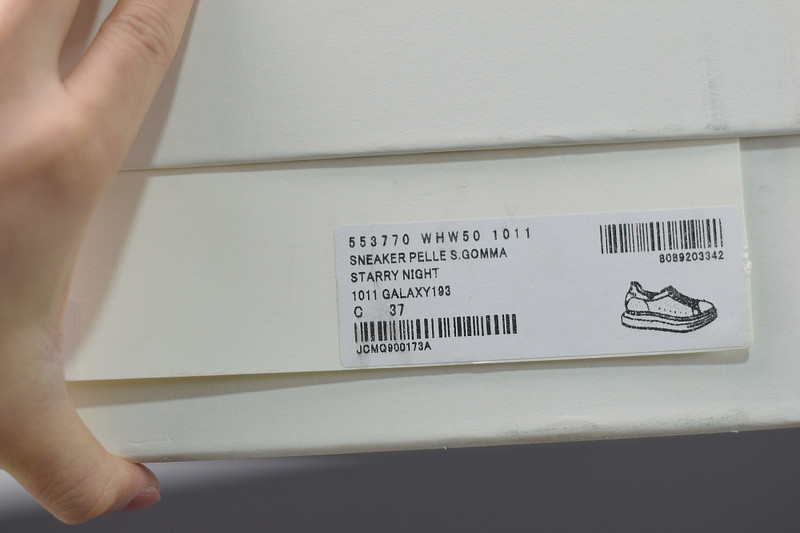 553770 WHW50 1011
SNEAKER PELLE S.GOMMA
STARRY NIGHT
1011 GALAXY193
C 37
JCMQ900173A
8089203342